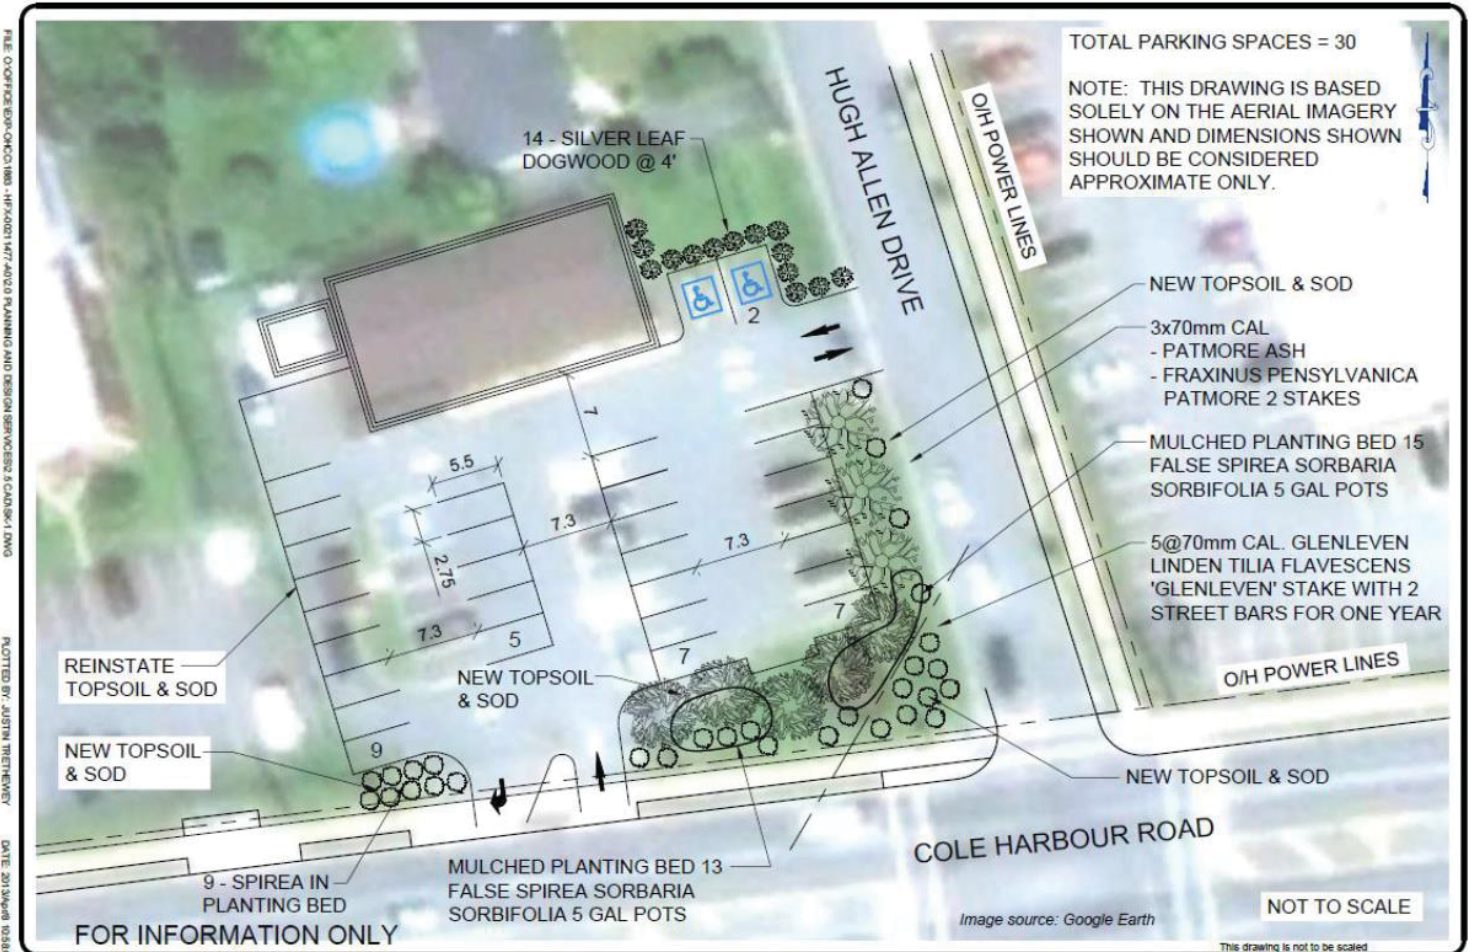 TOTAL PARKING SPACES = 30
NOTE: THIS DRAWING IS BASED
SOLELY ON THE AERIAL IMAGERY
SHOWN AND DIMENSIONS SHOWN
SHOULD BE CONSIDERED
APPROXIMATE ONLY.
HUGH ALLEN DRIVE
O/H POWER LINES
14 - SILVER LEAF
DOGWOOD @ 4'
2
NEW TOPSOIL & SOD
3x70mm CAL
- PATMORE ASH
- FRAXINUS PENSYLVANICA
PATMORE 2 STAKES
MULCHED PLANTING BED 15
FALSE SPIREA SORBARIA
SORBIFOLIA 5 GAL POTS
5@70mm CAL. GLENLEVEN
LINDEN TILIA FLAVESCENS
'GLENLEVEN' STAKE WITH 2
STREET BARS FOR ONE YEAR
7
5.5
7.3
7.3
2.75
7.3
5
7
7
9
REINSTATE
TOPSOIL & SOD
NEW TOPSOIL
& SOD
NEW TOPSOIL
& SOD
O/H POWER LINES
NEW TOPSOIL & SOD
COLE HARBOUR ROAD
9 - SPIREA IN
PLANTING BED
MULCHED PLANTING BED 13
FALSE SPIREA SORBARIA
SORBIFOLIA 5 GAL POTS
FOR INFORMATION ONLY
Image source: Google Earth
NOT TO SCALE
This drawing is not to be scaled
PLOTTED BY: JUSTIN TRETHEWEY